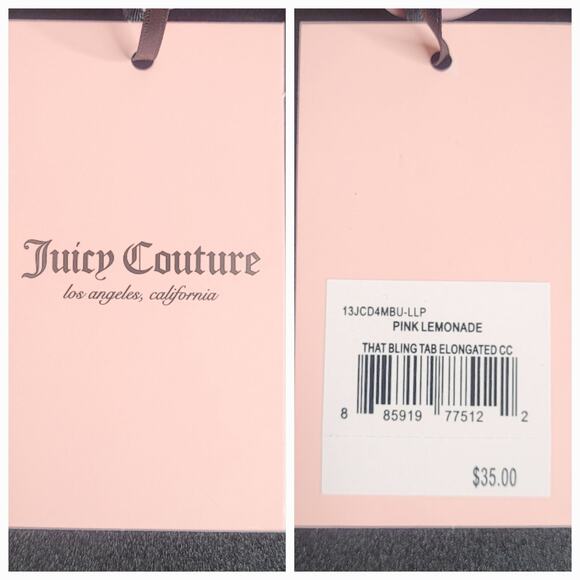 Juicy Couture
los angeles, california
13JCD4MBU-LLP
PINK LEMONADE
THAT BLING TAB ELONGATED CC
8 85919 77512 2
$35.00